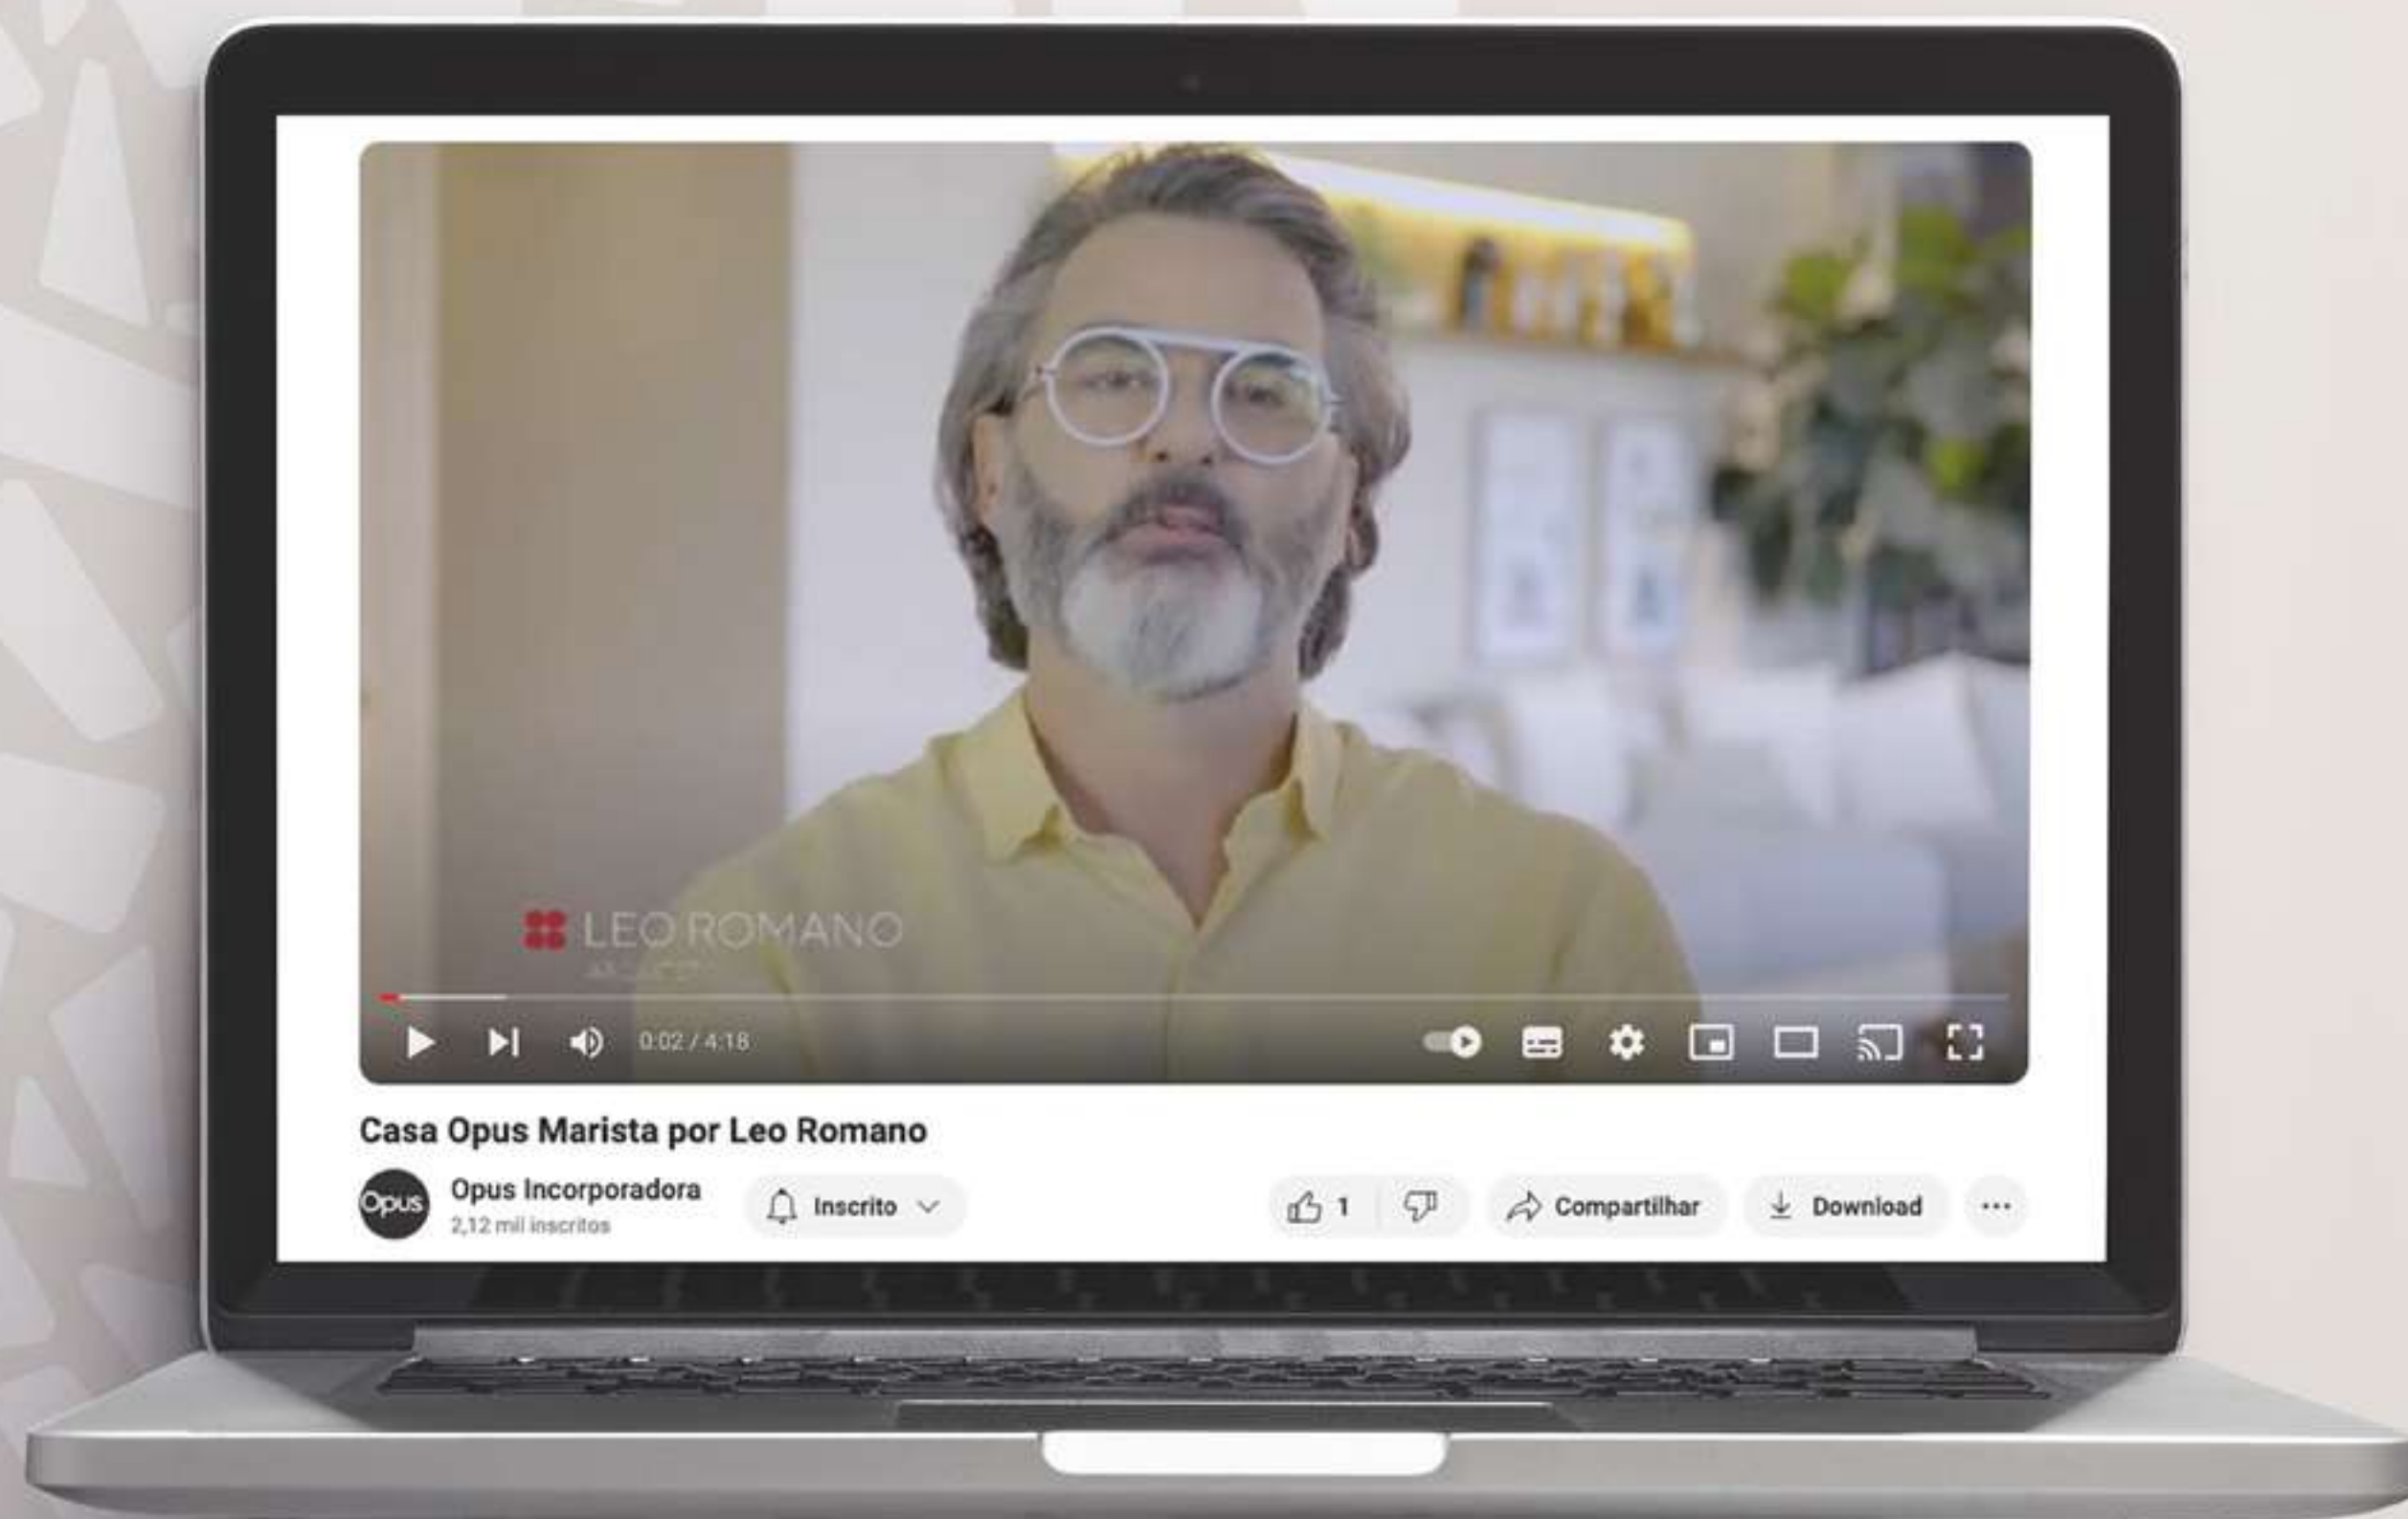 LEO ROMANO
0:02 / 4:18
Casa Opus Marista por Leo Romano
Opus
Opus Incorporadora
2,12 mil inscritos
Inscrito
1
Compartilhar
Download